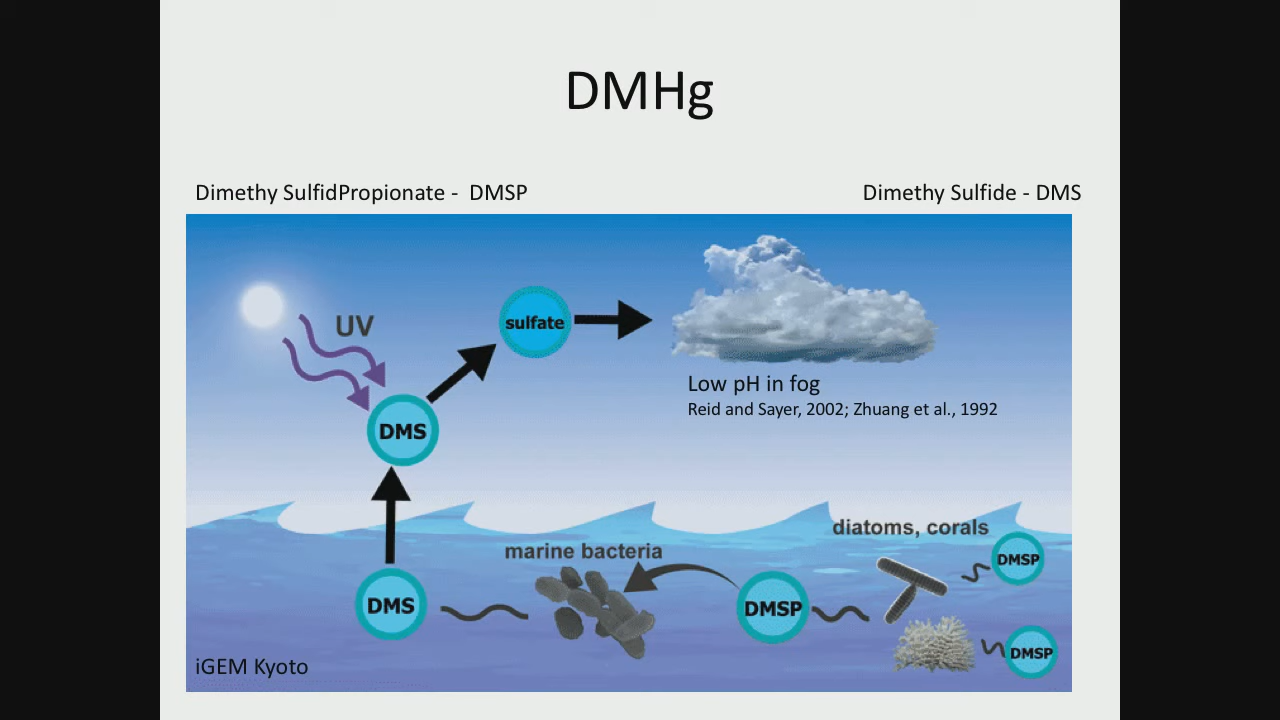 DMHg
Dimethy SulfidPropionate -  DMSP
Dimethy Sulfide - DMS
UV
sulfate
Low pH in fog
Reid and Sayer, 2002; Zhuang et al., 1992
DMS
diatoms, corals
marine bacteria
DMSP
DMS
DMSP
DMSP
iGEM Kyoto